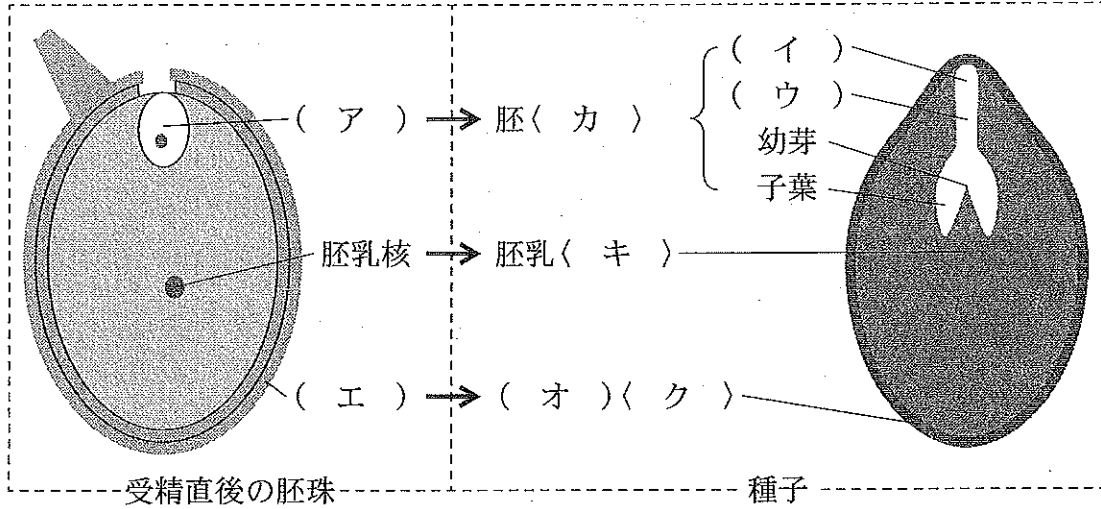 ( イ )
( ウ )
( ア ) → 胚〈 カ 〉
幼芽
子葉
胚乳核 → 胚乳〈 キ 〉
( エ ) → ( オ )〈 ク 〉
受精直後の胚珠
種子